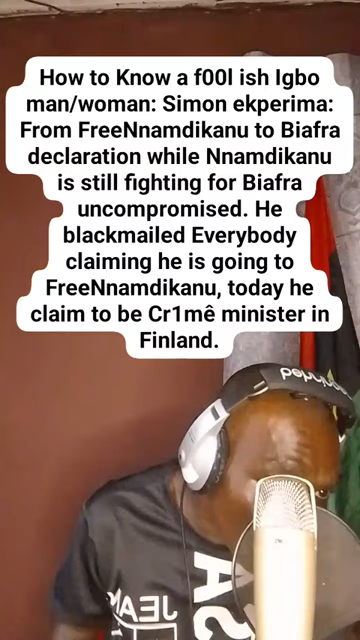 How to Know a f00l ish Igbo
man/woman: Simon ekperima:
From FreeNnamdikanu to Biafra
declaration while Nnamdikanu
is still fighting for Biafra
uncompromised. He
blackmailed Everybody
claiming he is going to
FreeNnamdikanu, today he
claim to be Cr1mê minister in
Finland.